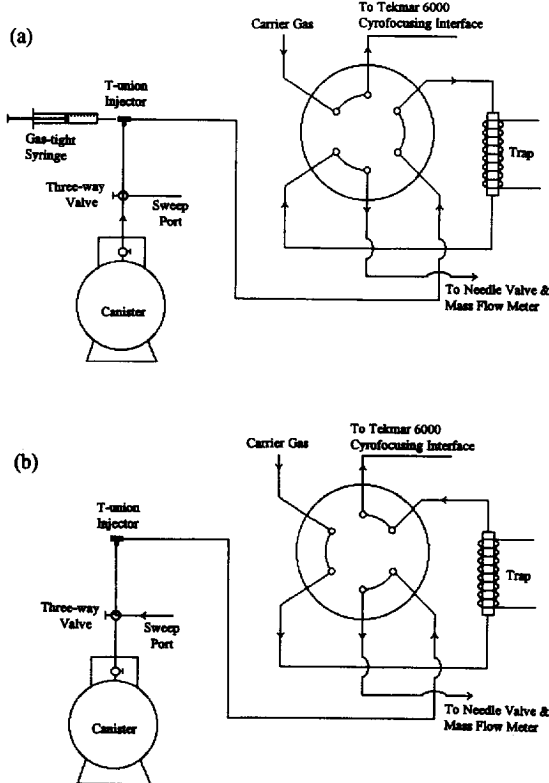 (a)
Carrier Gas
To Tekmar 6000
Cyrofocusing Interface
T-union
Injector
Gas-tight
Syringe
Three-way
Valve
Sweep
Port
Trap
Canister
To Needle Valve &
Mass Flow Meter
(b)
Carrier Gas
To Tekmar 6000
Cyrofocusing Interface
T-union
Injector
Three-way
Valve
Sweep
Port
Trap
Canister
To Needle Valve &
Mass Flow Meter